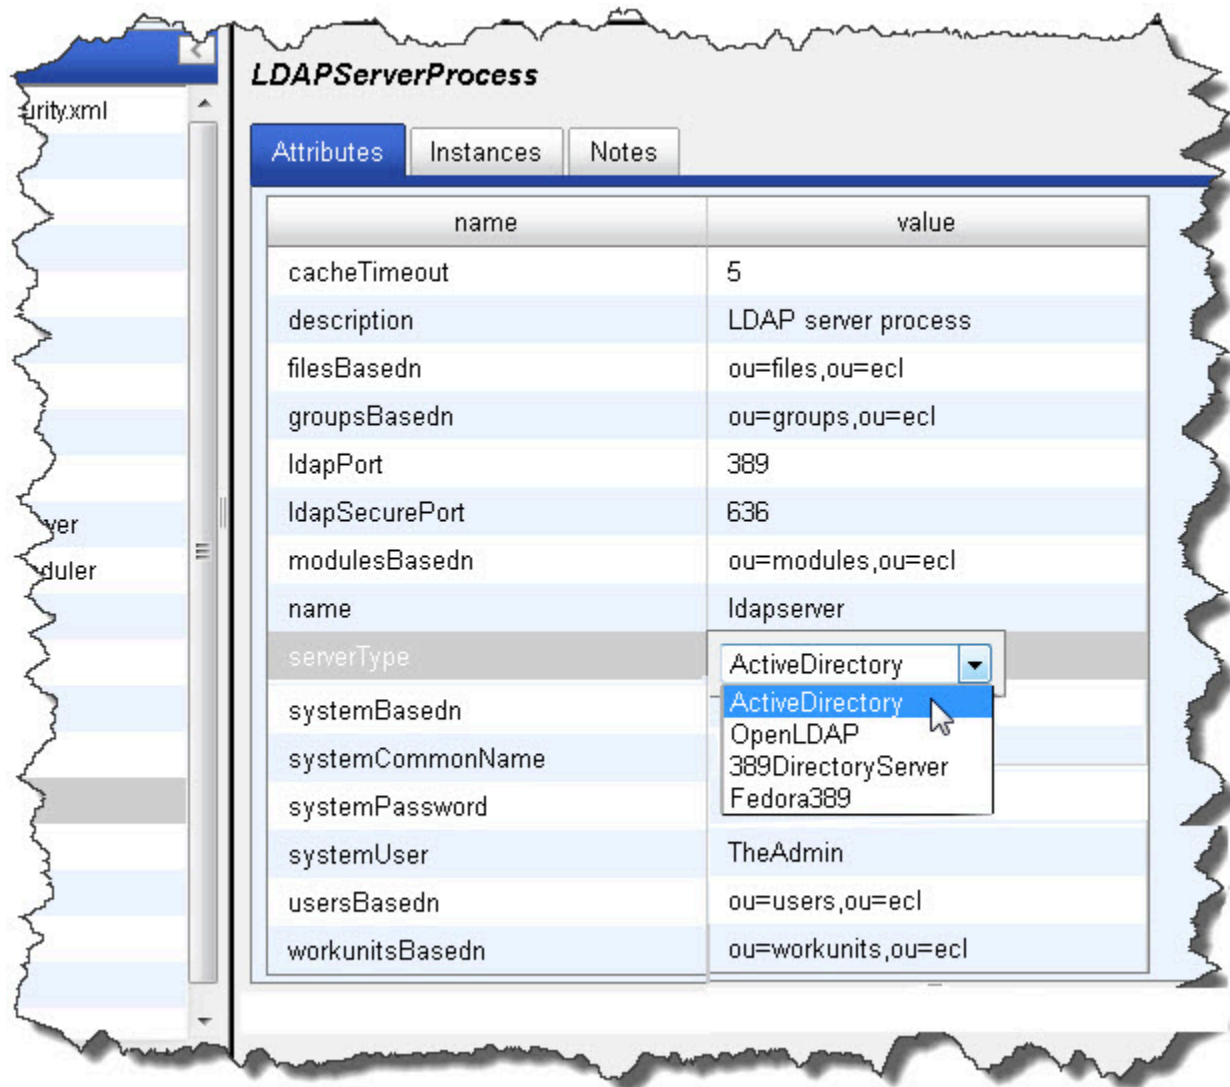 LDAPServerProcess
urity.xml
Attributes Instances Notes
name value
cacheTimeout 5
description LDAP server process
filesBasedn ou=files,ou=ecl
groupsBasedn ou=groups,ou=ecl
ldapPort 389
ldapSecurePort 636
ver
modulesBasedn ou=modules,ou=ecl
duler
name ldapserver
serverType ActiveDirectory
ActiveDirectory
systemBasedn
OpenLDAP
systemCommonName
389DirectoryServer
Fedora389
systemPassword
systemUser TheAdmin
usersBasedn ou=users,ou=ecl
workunitsBasedn ou=workunits,ou=ecl